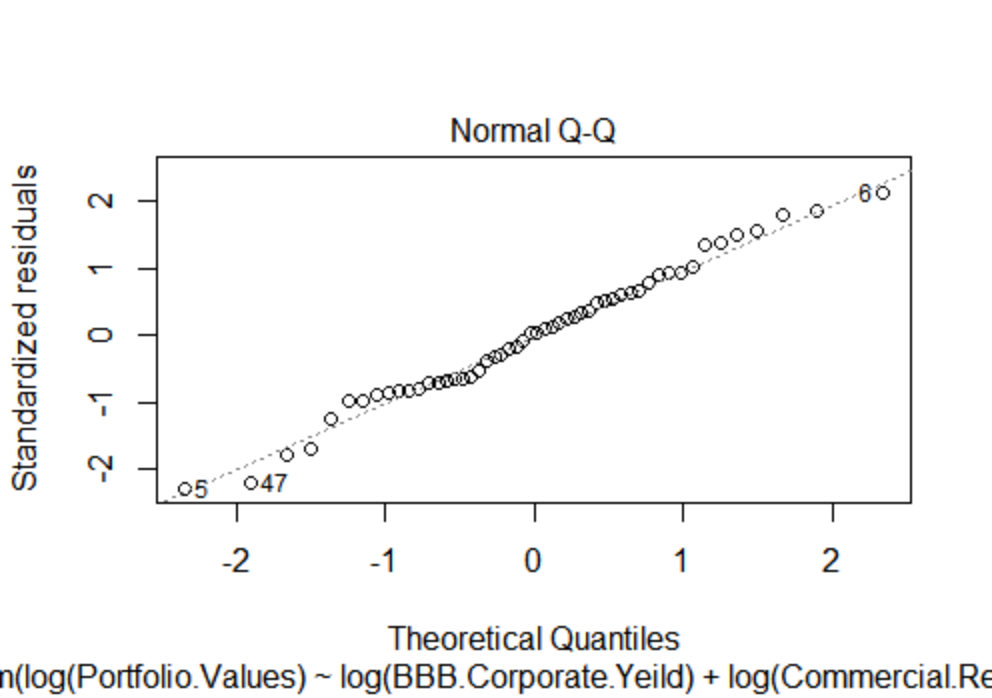 Normal Q-Q
Standardized residuals
2
1
0
-1
-2
6
5
47
-2 -1 0 1 2
Theoretical Quantiles
m(log(Portfolio.Values) ~ log(BBB.Corporate.Yeild) + log(Commercial.Re